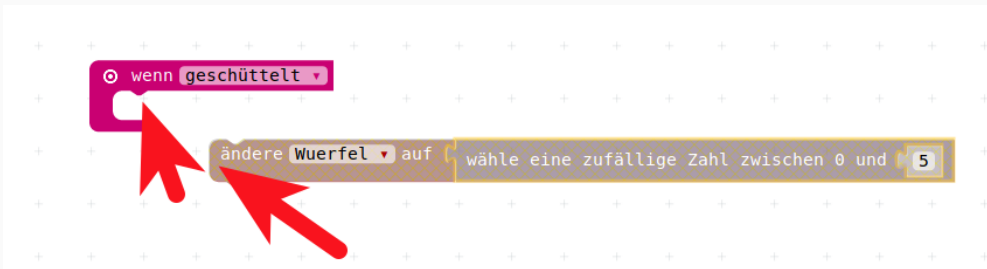 wenn geschüttelt
ändere Wuerfel auf wähle eine zufällige Zahl zwischen 0 und 5